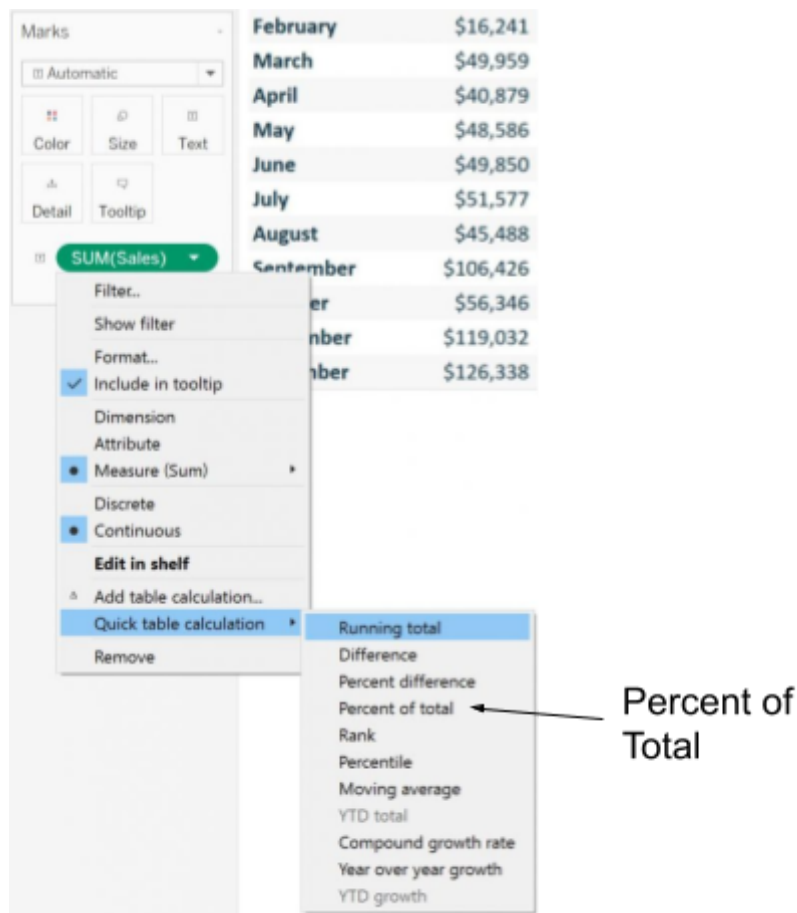 Marks
Automatic
Color Size Text
Detail Tooltip
SUM(Sales)
February $16,241
March $49,959
April $40,879
May $48,586
June $49,850
July $51,577
August $45,488
September $106,426
er $56,346
nber $119,032
nber $126,338
Filter..
Show filter
Format...
Include in tooltip
Dimension
Attribute
Measure (Sum)
Discrete
Continuous
Edit in shelf
Add table calculation...
Quick table calculation
Remove
Running total
Difference
Percent difference
Percent of total
Rank
Percentile
Moving average
YTD total
Compound growth rate
Year over year growth
YTD growth
Percent of
Total